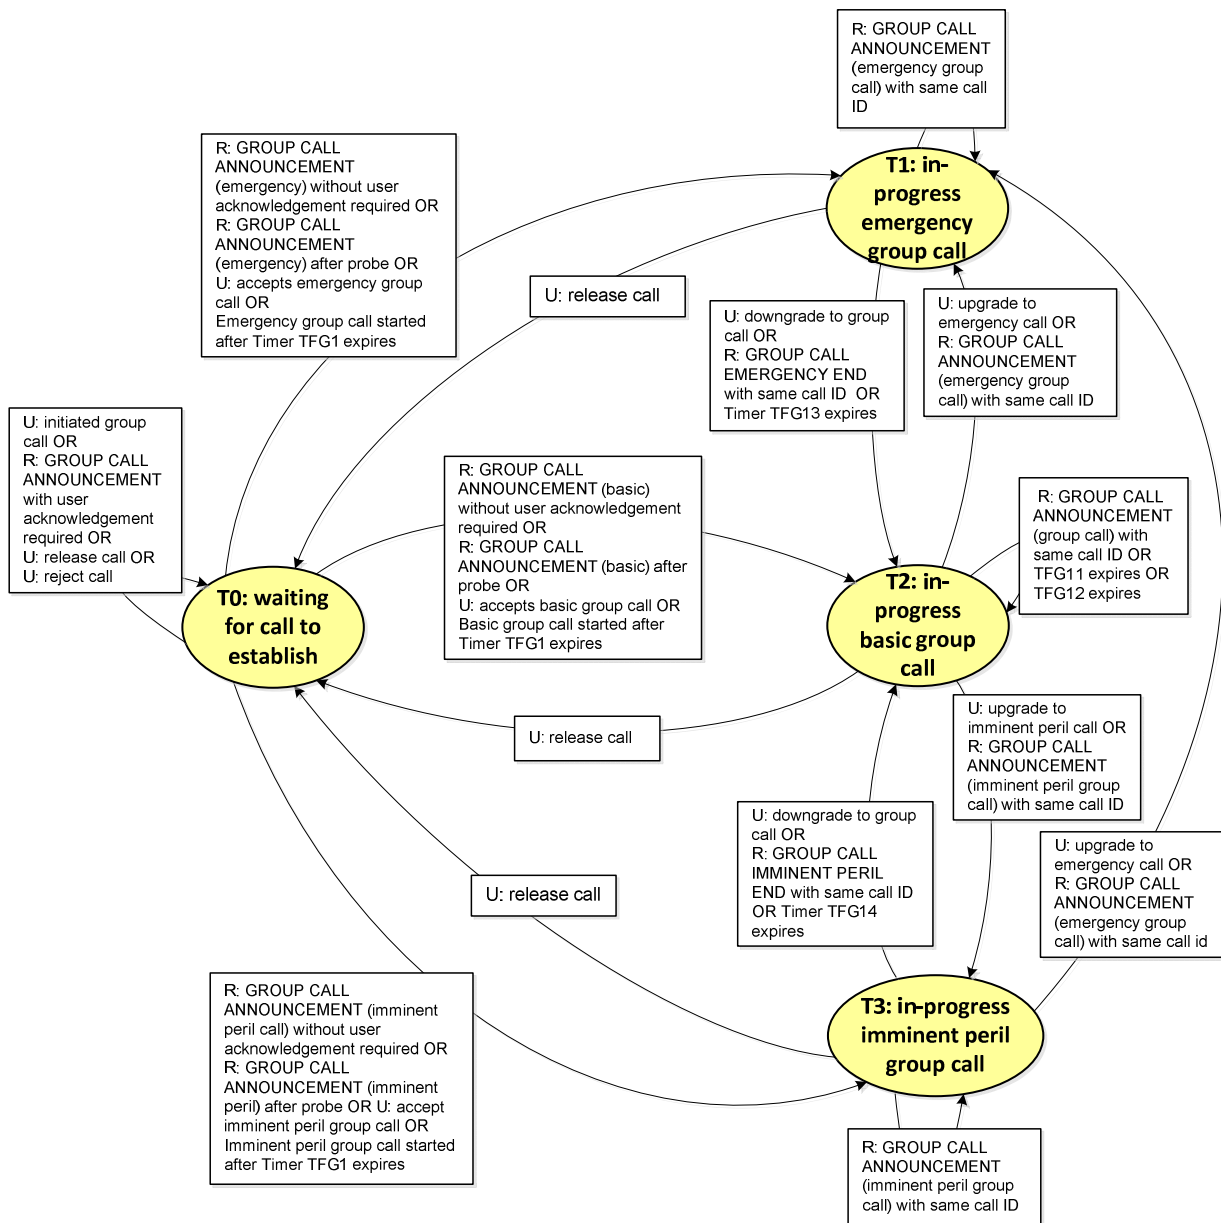 R: GROUP CALL
ANNOUNCEMENT
(emergency group
call) with same call
ID
R: GROUP CALL
ANNOUNCEMENT
(emergency) without user
acknowledgement required OR
R: GROUP CALL
ANNOUNCEMENT
(emergency) after probe OR
U: accepts emergency group
call OR
Emergency group call started
after Timer TFG1 expires
T1: in-
progress
emergency
group call
U: release call
U: downgrade to group
call OR
R: GROUP CALL
EMERGENCY END
with same call ID OR
Timer TFG13 expires
U: upgrade to
emergency call OR
R: GROUP CALL
ANNOUNCEMENT
(emergency group
call) with same call ID
U: initiated group
call OR
R: GROUP CALL
ANNOUNCEMENT
with user
acknowledgement
required OR
U: release call OR
U: reject call
R: GROUP CALL
ANNOUNCEMENT (basic)
without user acknowledgement
required OR
R: GROUP CALL
ANNOUNCEMENT (basic) after
probe OR
U: accepts basic group call OR
Basic group call started after
Timer TFG1 expires
R: GROUP CALL
ANNOUNCEMENT
(group call) with
same call ID OR
TFG11 expires OR
TFG12 expires
T0: waiting
for call to
establish
T2: in-
progress
basic group
call
U: release call
U: upgrade to
imminent peril call OR
R: GROUP CALL
ANNOUNCEMENT
(imminent peril group
call) with same call ID
U: downgrade to group
call OR
R: GROUP CALL
IMMINENT PERIL
END with same call ID
OR Timer TFG14
expires
U: upgrade to
emergency call OR
R: GROUP CALL
ANNOUNCEMENT
(emergency group
call) with same call id
U: release call
R: GROUP CALL
ANNOUNCEMENT (imminent
peril call) without user
acknowledgement required OR
R: GROUP CALL
ANNOUNCEMENT (imminent
peril) after probe OR U: accept
imminent peril group call OR
Imminent peril group call started
after Timer TFG1 expires
T3: in-progress
imminent peril
group call
R: GROUP CALL
ANNOUNCEMENT
(imminent peril group
call) with same call ID